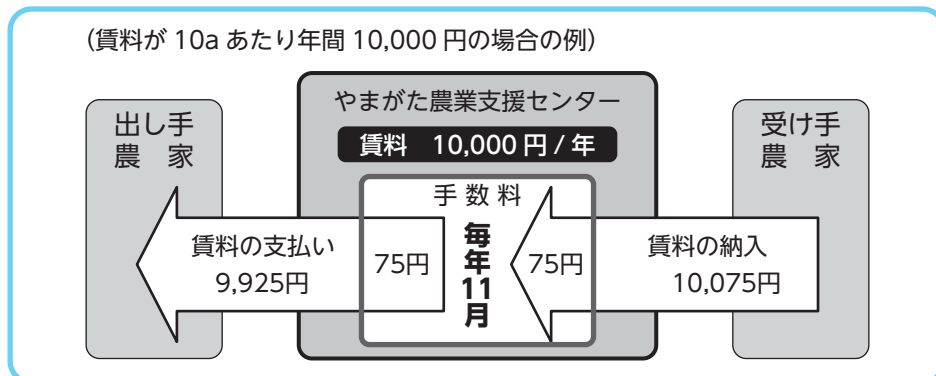 (賃料が 10a あたり年間 10,000 円の場合の例)
やまがた農業支援センター
賃料 10,000 円 / 年
出し手
農 家
受け手
農 家
手 数 料
毎年11月
賃料の支払い
9,925円
75円
75円
賃料の納入
10,075円